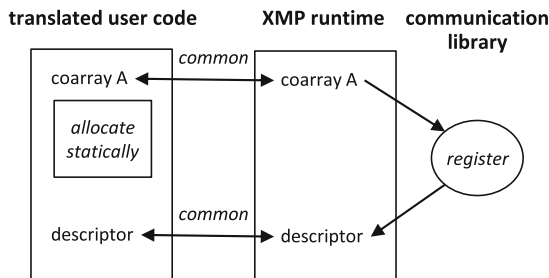 translated user code XMP runtime communication library
common
coarray A coarray A
allocate
statically
register
common
descriptor descriptor